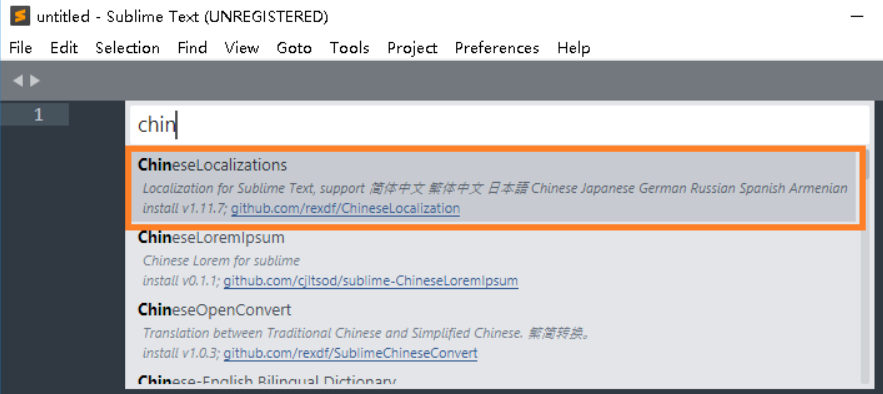 untitled - Sublime Text (UNREGISTERED)
File Edit Selection Find View Goto Tools Project Preferences Help
1
chin
ChineseLocalizations
Localization for Sublime Text, support 简体中文 繁体中文 日本語 Chinese Japanese German Russian Spanish Armenian
install v1.11.7; github.com/rexdf/ChineseLocalization
ChineseLoremIpsum
Chinese Lorem for sublime
install v0.1.1; github.com/cjltsod/sublime-ChineseLoremIpsum
ChineseOpenConvert
Translation between Traditional Chinese and Simplified Chinese. 繁简转换。
install v1.0.3; github.com/rexdf/SublimeChineseConvert
Chinese-English Bilingual Dictionary